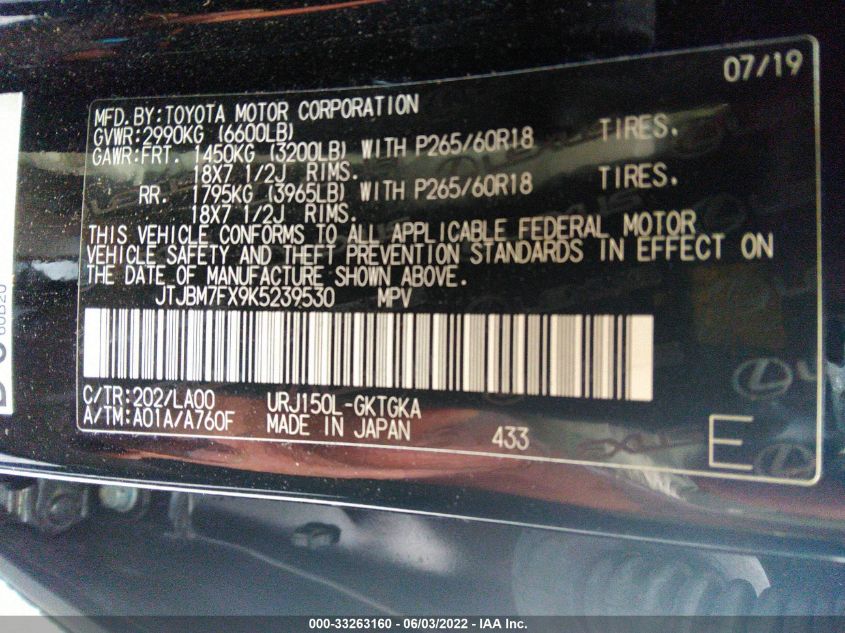 07/19
MFD. BY: TOYOTA MOTOR CORPORATION
GVWR: 2990KG (6600LB)
GAWR: FRT. 1450KG (3200LB) WITH P265/60R18 TIRES.
18X7 1/2J RIMS.
RR. 1795KG (3965LB) WITH P265/60R18 TIRES.
18X7 1/2J RIMS.
THIS VEHICLE CONFORMS TO ALL APPLICABLE FEDERAL MOTOR
VEHICLE SAFETY AND THEFT PREVENTION STANDARDS IN EFFECT ON
THE DATE OF MANUFACTURE SHOWN ABOVE.
JTJBM7FX9K5239530 MPV
C/TR: 202/LA00 URJ150L-GKTGKA
A/TM: A01A/A760F MADE IN JAPAN 433
E
000-33263160 - 06/03/2022 - IAA Inc.